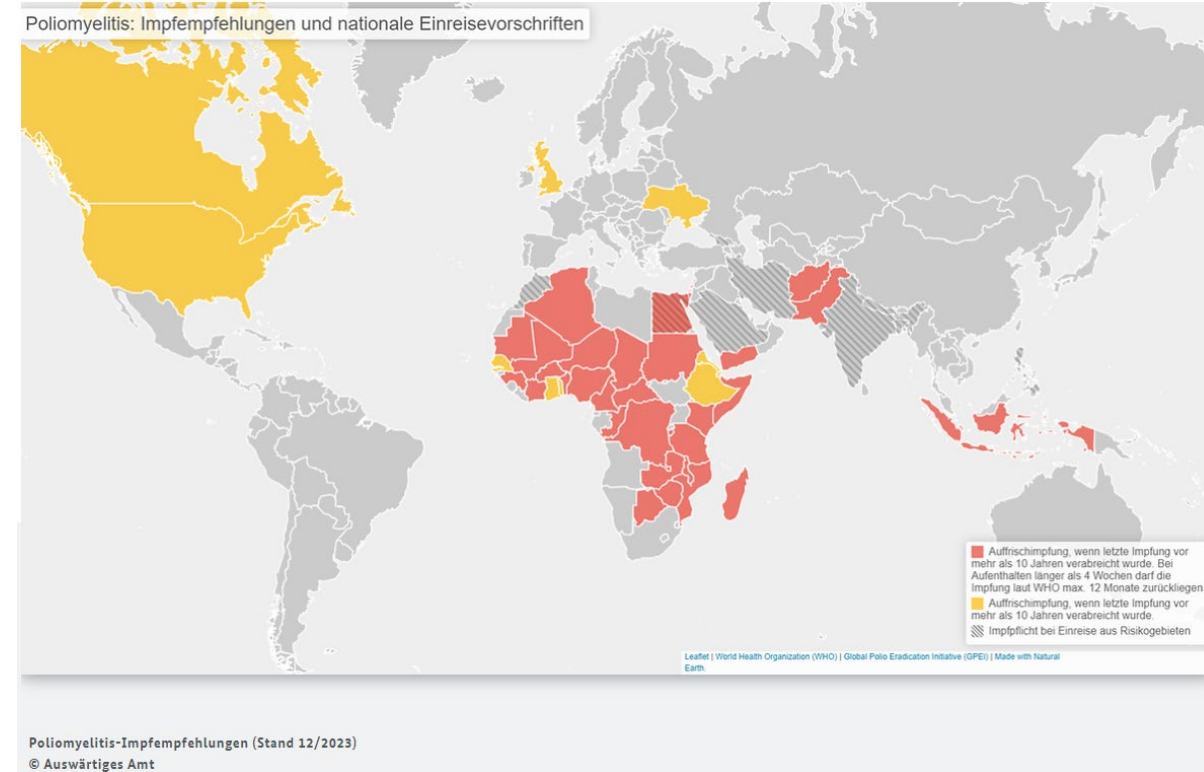 Poliomyelitis: Impfempfehlungen und nationale Einreisevorschriften
Auffrischimpfung, wenn letzte Impfung vor
mehr als 10 Jahren verabreicht wurde. Bei
Aufenthalten länger als 4 Wochen darf die
Impfung laut WHO max. 12 Monate zurückliegen
Auffrischimpfung, wenn letzte Impfung vor
mehr als 10 Jahren verabreicht wurde.
Impfpflicht bei Einreise aus Risikogebieten
Leaflet | World Health Organization (WHO) | Global Polio Eradication Initiative (GPEI) | Made with Natural
Earth.
Poliomyelitis-Impfempfehlungen (Stand 12/2023)
© Auswärtiges Amt